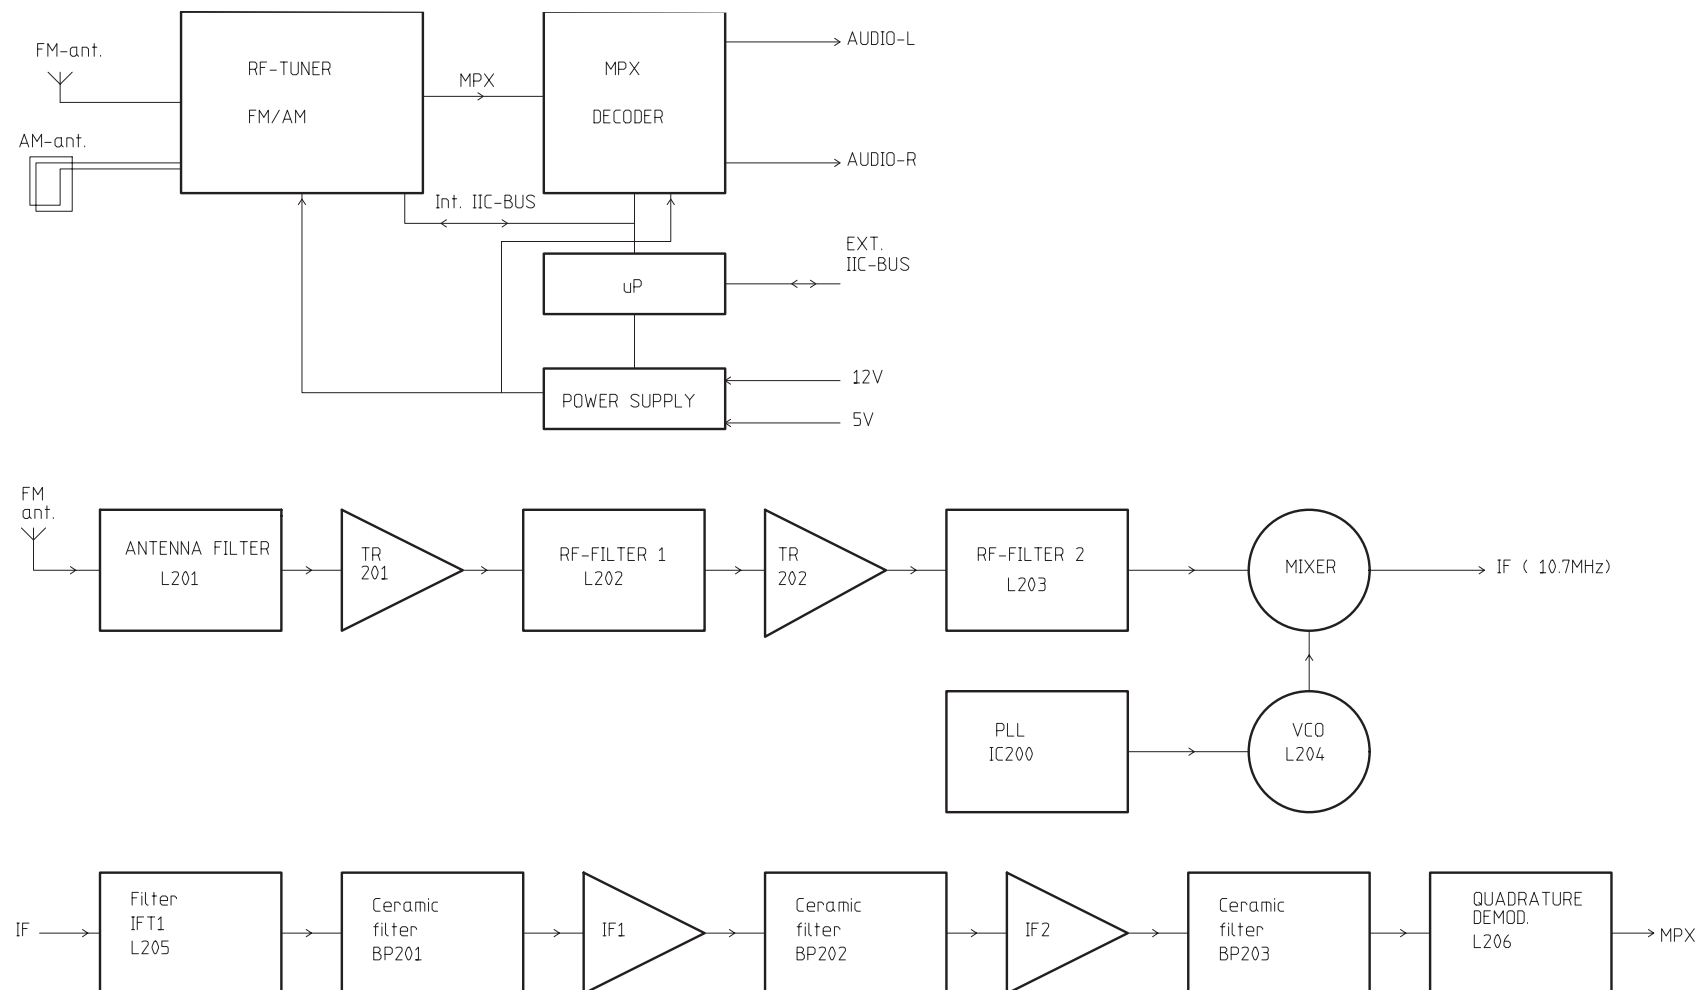 FM-ant.
AM-ant.
RF-TUNER
FM/AM
MPX
MPX
DECODER
AUDIO-L
AUDIO-R
Int. IIC-BUS
EXT.
IIC-BUS
uP
POWER SUPPLY
12V
5V
FM
ant.
ANTENNA FILTER
L201
TR
201
RF-FILTER 1
L202
TR
202
RF-FILTER 2
L203
MIXER
IF ( 10.7MHz)
PLL
IC200
VCO
L204
IF
Filter
IFT1
L205
Ceramic
filter
BP201
IF1
Ceramic
filter
BP202
IF2
Ceramic
filter
BP203
QUADRATURE
DEMOD.
L206
MPX